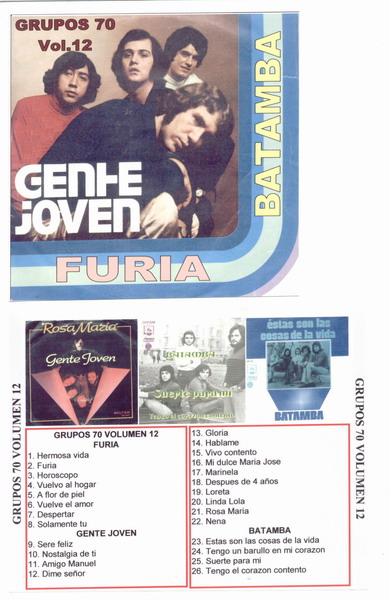 GRUPOS 70
Vol.12
BATAMBA
GENTE
JOVEN
FURIA
Rosa María
Gente Joven
BATAMBA
Suerte para mi
Tengo el corazon contento
éstas son las
cosas de la vida
BATAMBA
GRUPOS 70 VOLUMEN 12
GRUPOS 70 VOLUMEN 12
FURIA
1. Hermosa vida
2. Furia
3. Horoscopo
4. Vuelvo al hogar
5. A flor de piel
6. Vuelve el amor
7. Despertar
8. Solamente tu
GENTE JOVEN
9. Sere feliz
10. Nostalgia de ti
11. Amigo Manuel
12. Dime señor
13. Gloria
14. Hablame
15. Vivo contento
16. Mi dulce Maria Jose
17. Marinela
18. Despues de 4 años
19. Loreta
20. Linda Lola
21. Rosa Maria
22. Nena
BATAMBA
23. Estas son las cosas de la vida
24. Tengo un barullo en mi corazon
25. Suerte para mi
26. Tengo el corazon contento
GRUPOS 70 VOLUMEN 12